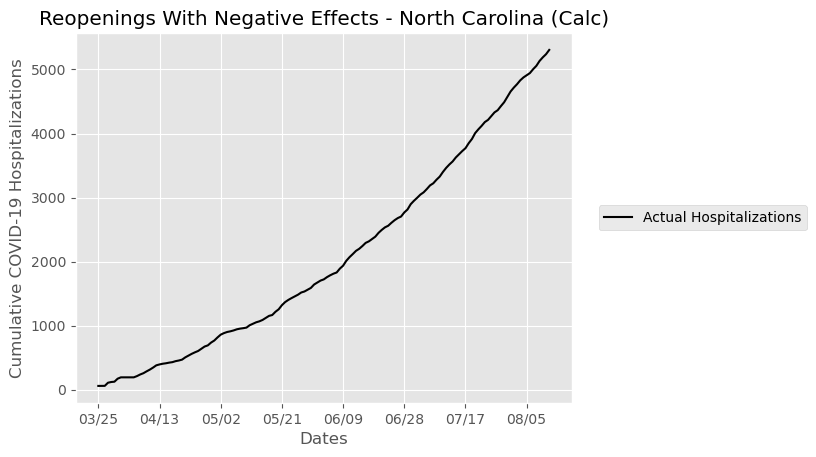 Reopenings With Negative Effects - North Carolina (Calc)
Cumulative COVID-19 Hospitalizations
5000
4000
3000
2000
1000
0
03/25 04/13 05/02 05/21 06/09 06/28 07/17 08/05
Dates
Actual Hospitalizations